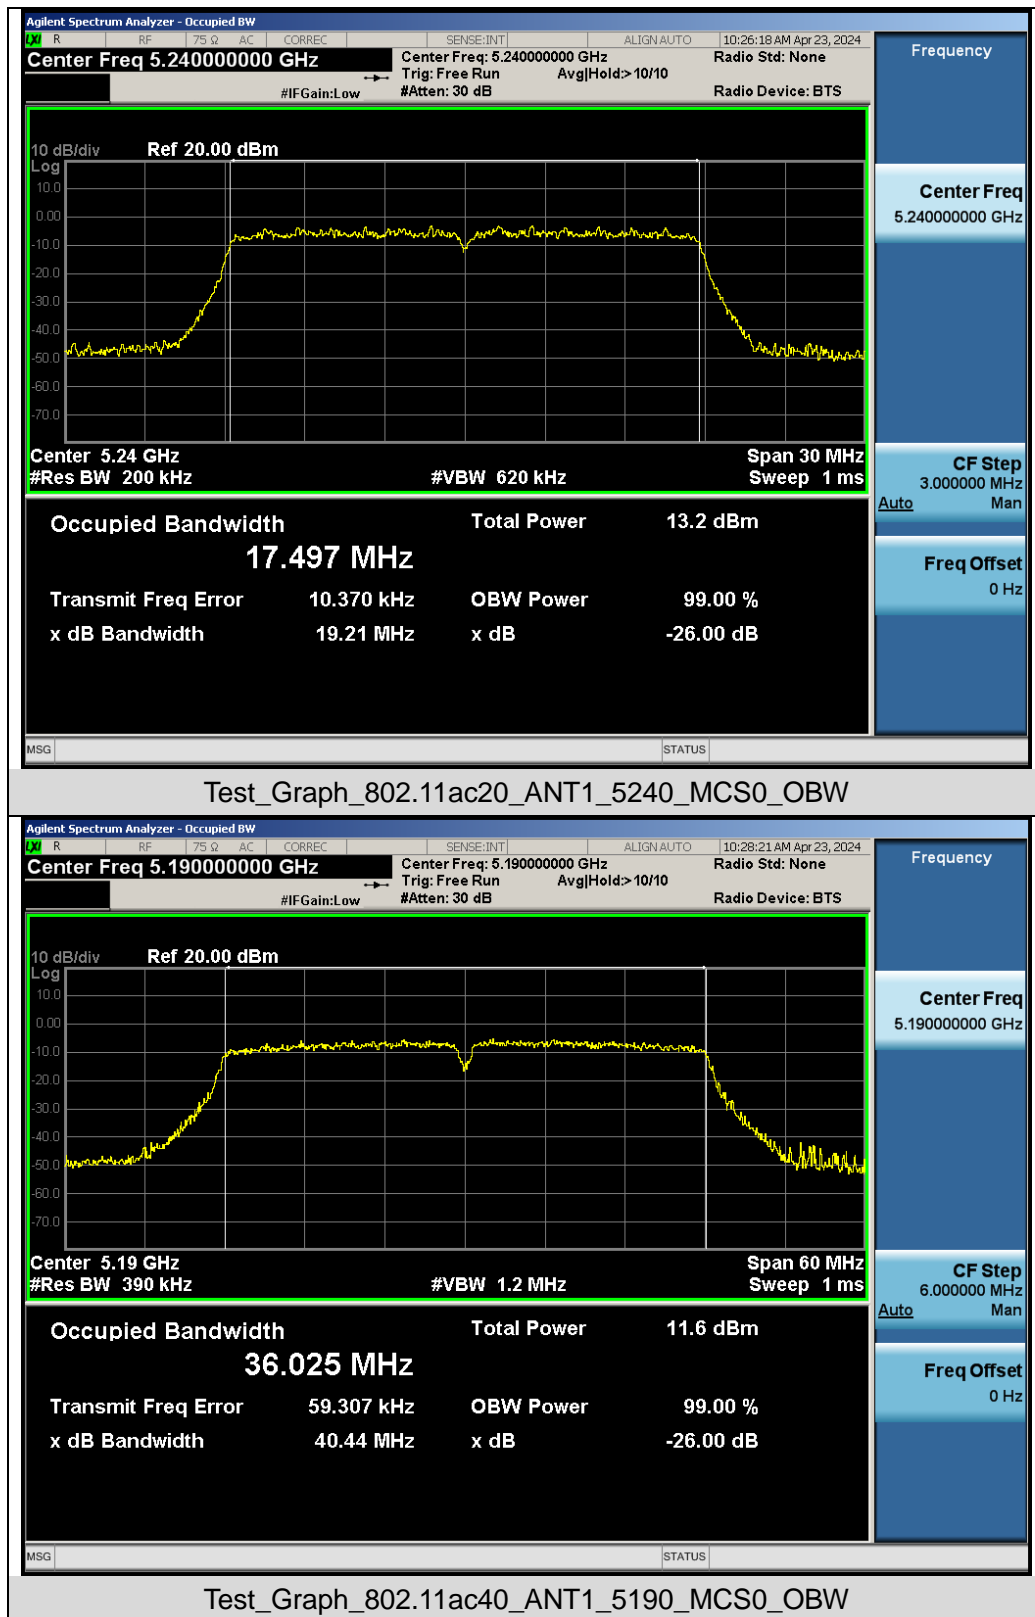 Agilent Spectrum Analyzer - Occupied BW
LXI R RF 75 Ω AC CORREC SENSE:INT ALIGN AUTO 10:26:18 AM Apr 23, 2024
Center Freq 5.240000000 GHz
Center Freq: 5.240000000 GHz
Radio Std: None
Trig: Free Run Avg|Hold:> 10/10
#IFGain:Low
#Atten: 30 dB
Radio Device: BTS
Frequency
10 dB/div Ref 20.00 dBm
Log
10.0
0.00
-10.0
-20.0
-30.0
-40.0
-50.0
-60.0
-70.0
Center 5.24 GHz Span 30 MHz
#Res BW 200 kHz #VBW 620 kHz Sweep 1 ms
Center Freq
5.240000000 GHz
CF Step
3.000000 MHz
Auto Man
Freq Offset
0 Hz
Occupied Bandwidth Total Power 13.2 dBm
17.497 MHz
Transmit Freq Error 10.370 kHz OBW Power 99.00 %
x dB Bandwidth 19.21 MHz x dB -26.00 dB
MSG STATUS
Test_Graph_802.11ac20_ANT1_5240_MCS0_OBW
Agilent Spectrum Analyzer - Occupied BW
LXI R RF 75 Ω AC CORREC SENSE:INT ALIGN AUTO 10:28:21 AM Apr 23, 2024
Center Freq 5.190000000 GHz
Center Freq: 5.190000000 GHz
Radio Std: None
Trig: Free Run Avg|Hold:> 10/10
#IFGain:Low
#Atten: 30 dB
Radio Device: BTS
Frequency
10 dB/div Ref 20.00 dBm
Log
10.0
0.00
-10.0
-20.0
-30.0
-40.0
-50.0
-60.0
-70.0
Center 5.19 GHz Span 60 MHz
#Res BW 390 kHz #VBW 1.2 MHz Sweep 1 ms
Center Freq
5.190000000 GHz
CF Step
6.000000 MHz
Auto Man
Freq Offset
0 Hz
Occupied Bandwidth Total Power 11.6 dBm
36.025 MHz
Transmit Freq Error 59.307 kHz OBW Power 99.00 %
x dB Bandwidth 40.44 MHz x dB -26.00 dB
MSG STATUS
Test_Graph_802.11ac40_ANT1_5190_MCS0_OBW